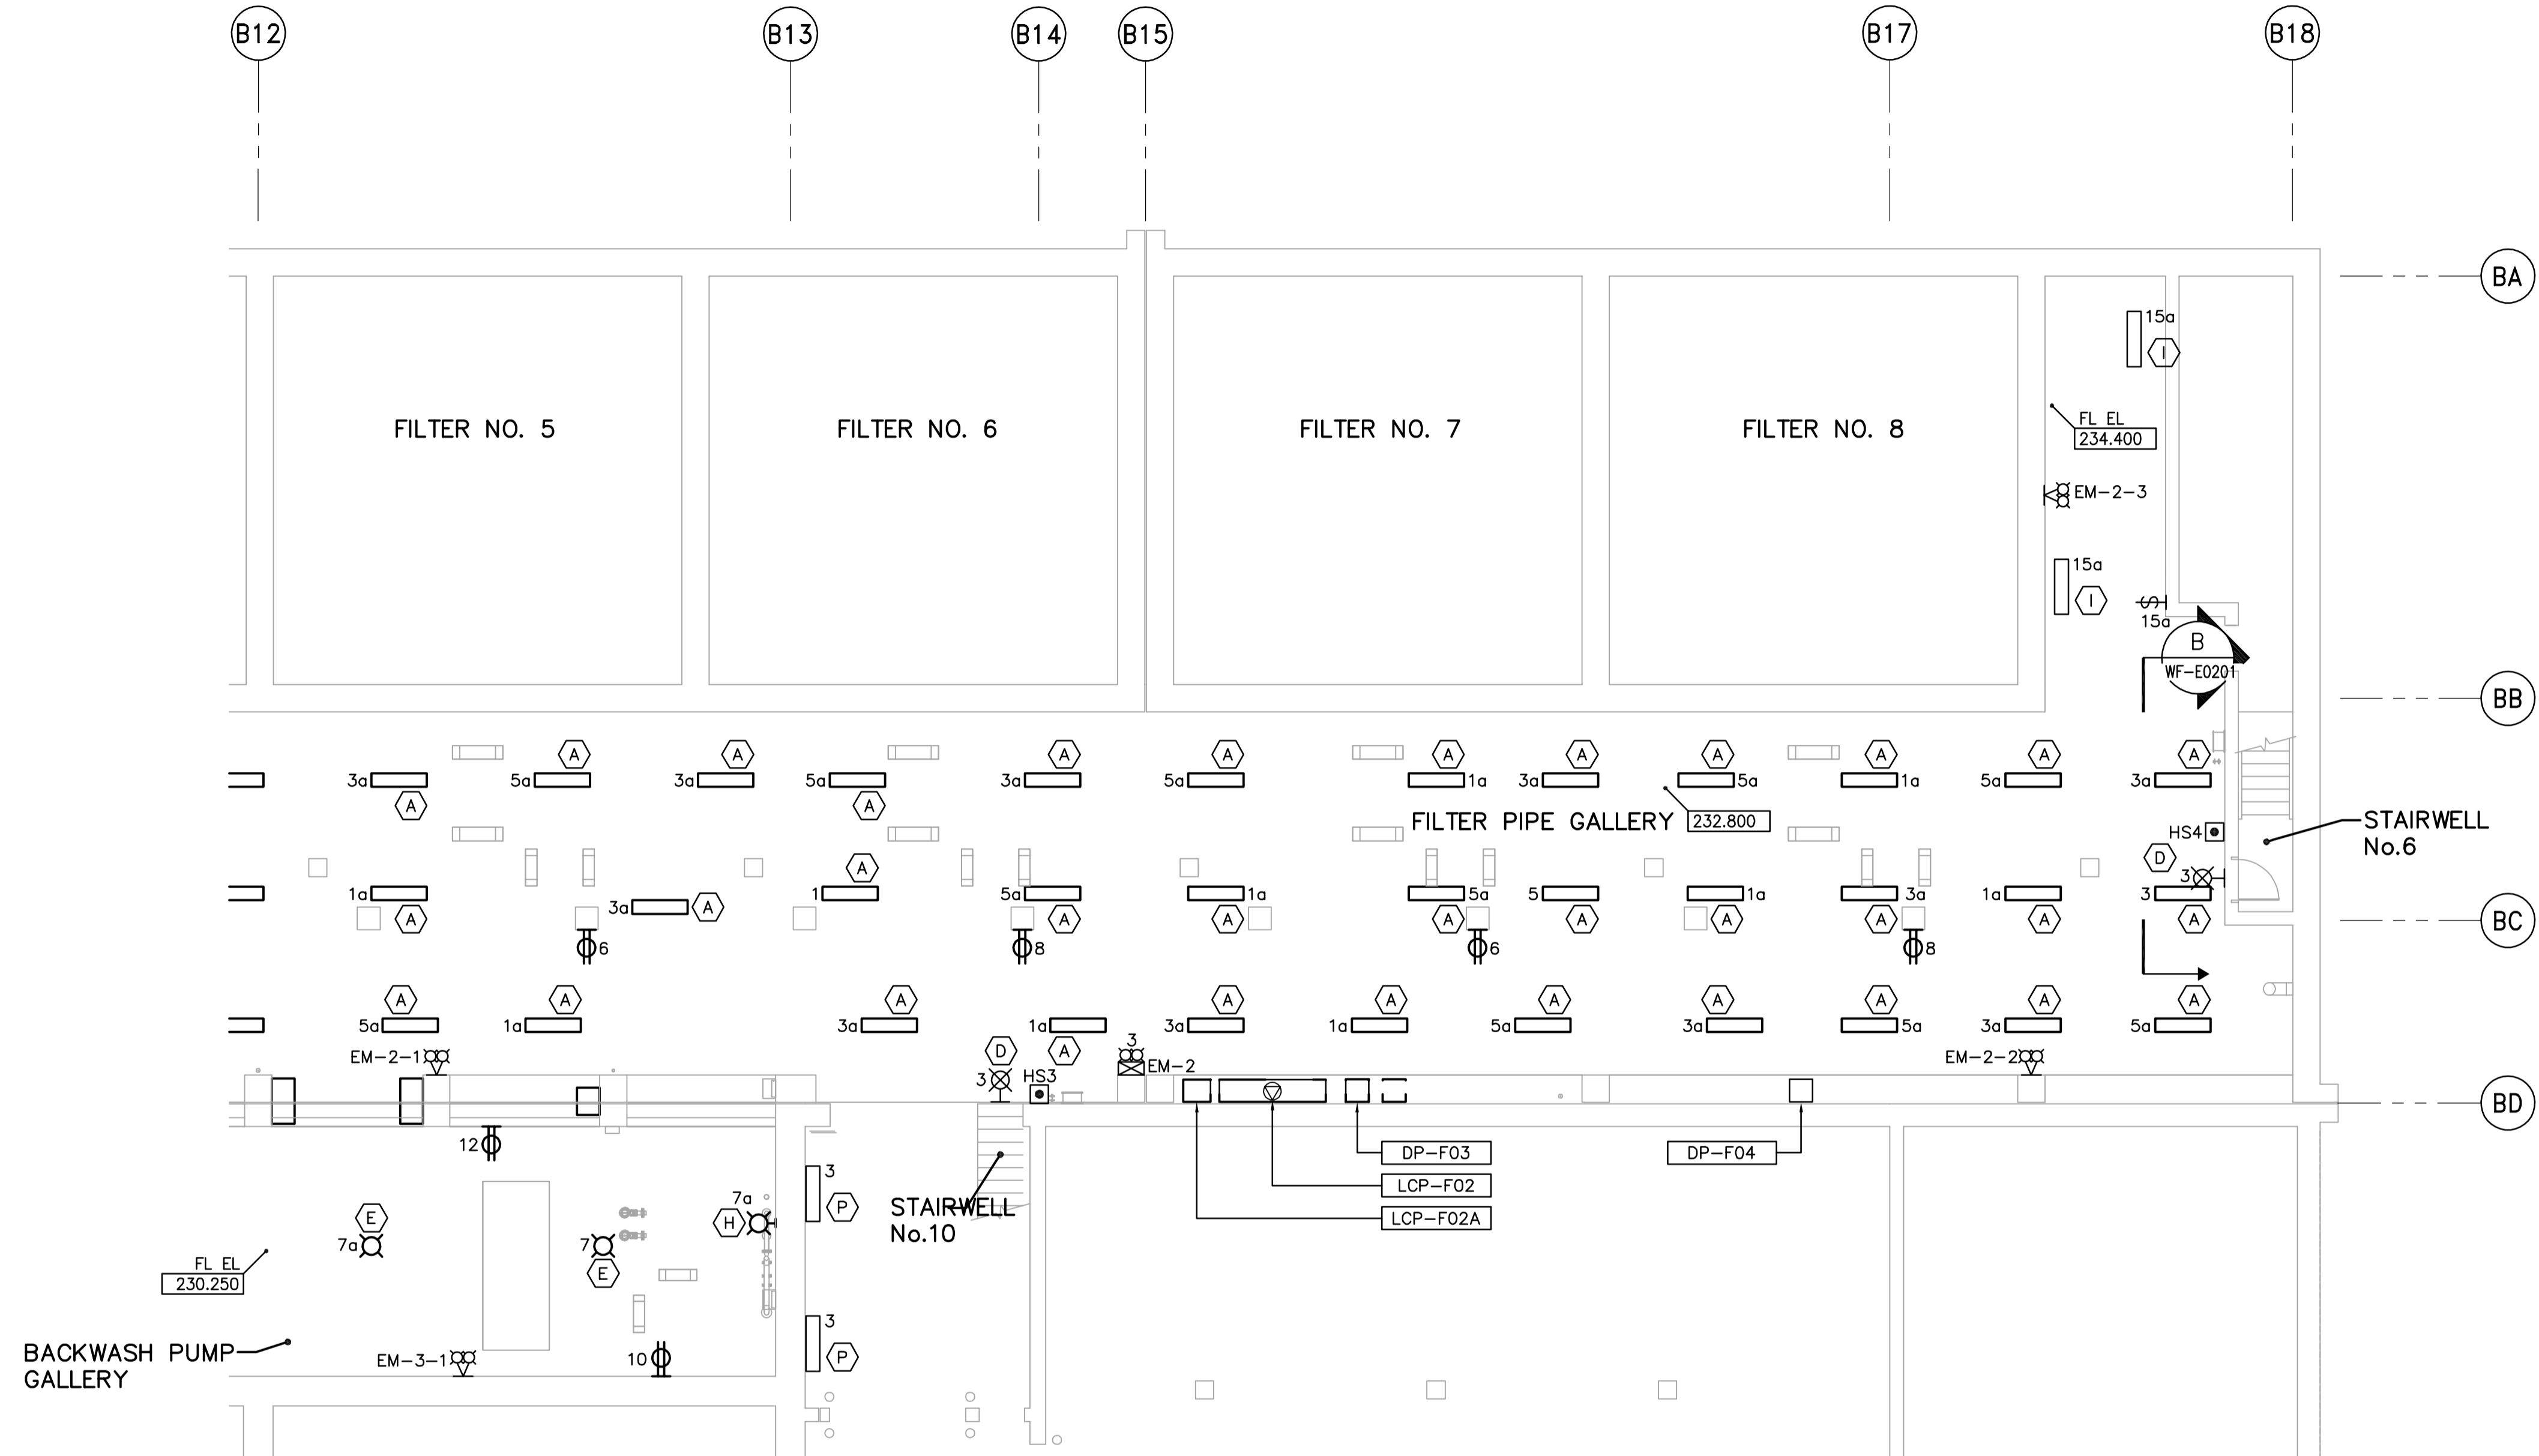 B12
B13
B14
B15
B17
B18
BA
15a
I
FILTER NO. 5
FILTER NO. 6
FILTER NO. 7
FILTER NO. 8
FL EL
234.400
EM-2-3
15a
I
15a
B
WF-E0201
BB
A
A
A
A
A
A
A
A
A
A
3a
5a
3a
5a
3a
5a
1a
3a
5a
1a
5a
3a
A
A
FILTER PIPE GALLERY
232.800
HS4
STAIRWELL
No.6
A
D
3
1a
3a
A
1
5a
1a
5a
5
1a
3a
1a
3
A
A
A
A
A
A
A
A
A
BC
6
8
6
8
A
A
A
A
A
A
A
A
A
A
5a
1a
3a
1a
3a
1a
5a
3a
5a
3a
5a
EM-2-1
D
A
3
EM-2
EM-2-2
3
HS3
BD
12
DP-F03
DP-F04
LCP-F02
LCP-F02A
3
P
STAIRWELL
No.10
7a
H
E
7a
7
E
FL EL
230.250
3
P
BACKWASH PUMP
GALLERY
EM-3-1
10